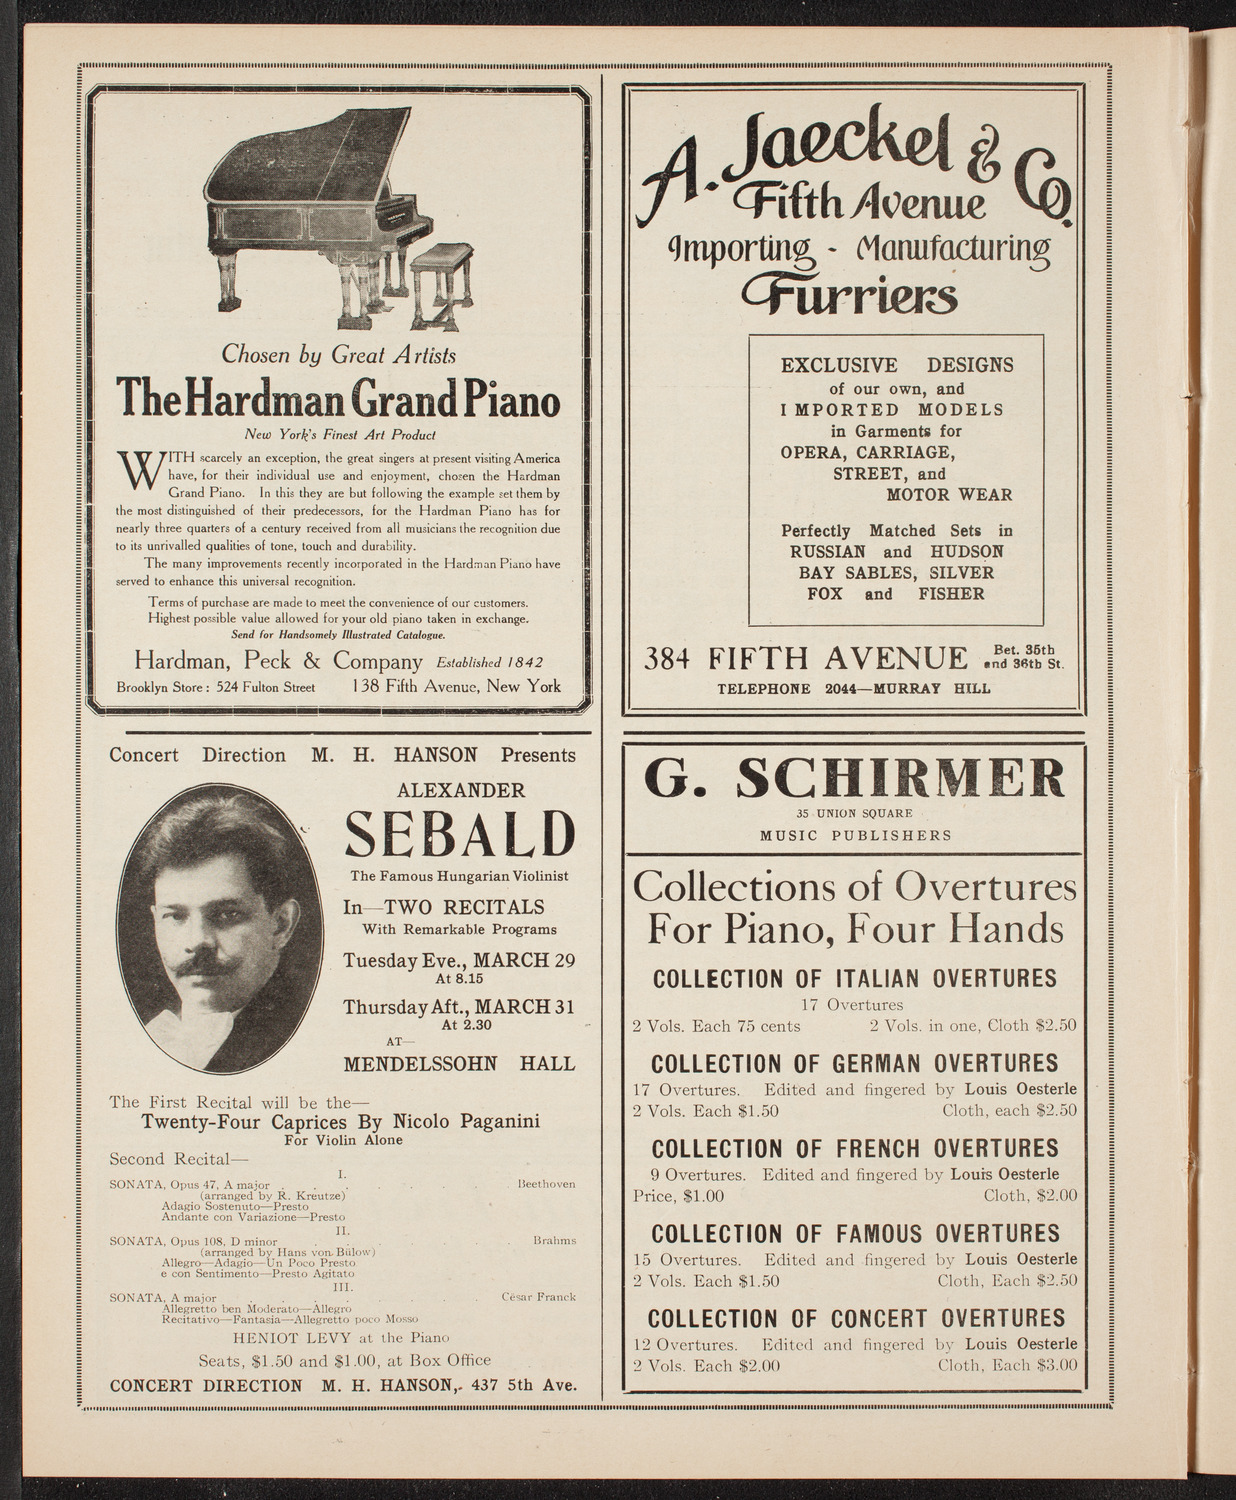 Chosen by Great Artists
The Hardman Grand Piano
New York's Finest Art Product
WITH scarcely an exception, the great singers at present visiting America
have, for their individual use and enjoyment, chosen the Hardman
Grand Piano. In this they are but following the example set them by
the most distinguished of their predecessors, for the Hardman Piano has for
nearly three quarters of a century received from all musicians the recognition due
to its unrivalled qualities of tone, touch and durability.
The many improvements recently incorporated in the Hardman Piano have
served to enhance this universal recognition.
Terms of purchase are made to meet the convenience of our customers.
Highest possible value allowed for your old piano taken in exchange.
Send for Handsomely Illustrated Catalogue.
Hardman, Peck & Company Established 1842
Brooklyn Store: 524 Fulton Street 138 Fifth Avenue, New York
A. Jaeckel & Co.
Fifth Avenue
Importing - Manufacturing
Furriers
EXCLUSIVE DESIGNS
of our own, and
IMPORTED MODELS
in Garments for
OPERA, CARRIAGE,
STREET, and
MOTOR WEAR
Perfectly Matched Sets in
RUSSIAN and HUDSON
BAY SABLES, SILVER
FOX and FISHER
384 FIFTH AVENUE Bet. 35th and 36th St.
TELEPHONE 2044—MURRAY HILL
Concert Direction M. H. HANSON Presents
ALEXANDER
SEBALD
The Famous Hungarian Violinist
In—TWO RECITALS
With Remarkable Programs
Tuesday Eve., MARCH 29
At 8.15
Thursday Aft., MARCH 31
At 2.30
AT—
MENDELSSOHN HALL
The First Recital will be the—
Twenty-Four Caprices By Nicolo Paganini
For Violin Alone
Second Recital—
I.
SONATA, Opus 47, A major . . . . . . . Beethoven
(arranged by R. Kreutze)
Adagio Sostenuto—Presto
Andante con Variazione—Presto
II.
SONATA, Opus 108, D minor . . . . . . Brahms
(arranged by Hans von Bülow)
Allegro—Adagio—Un Poco Presto
e con Sentimento—Presto Agitato
III.
SONATA, A major . . . . . . . César Franck
Allegretto ben Moderato—Allegro
Recitativo—Fantasia—Allegretto poco Mosso
HENIOT LEVY at the Piano
Seats, $1.50 and $1.00, at Box Office
CONCERT DIRECTION M. H. HANSON, 437 5th Ave.
G. SCHIRMER
35 UNION SQUARE
MUSIC PUBLISHERS
Collections of Overtures
For Piano, Four Hands
COLLECTION OF ITALIAN OVERTURES
17 Overtures
2 Vols. Each 75 cents 2 Vols. in one, Cloth $2.50
COLLECTION OF GERMAN OVERTURES
17 Overtures. Edited and fingered by Louis Oesterle
2 Vols. Each $1.50 Cloth, each $2.50
COLLECTION OF FRENCH OVERTURES
9 Overtures. Edited and fingered by Louis Oesterle
Price, $1.00 Cloth, $2.00
COLLECTION OF FAMOUS OVERTURES
15 Overtures. Edited and fingered by Louis Oesterle
2 Vols. Each $1.50 Cloth, Each $2.50
COLLECTION OF CONCERT OVERTURES
12 Overtures. Edited and fingered by Louis Oesterle
2 Vols. Each $2.00 Cloth, Each $3.00